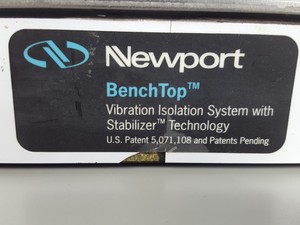 Newport
BenchTop™
Vibration Isolation System with
Stabilizer™ Technology
U.S. Patent 5,071,108 and Patents Pending